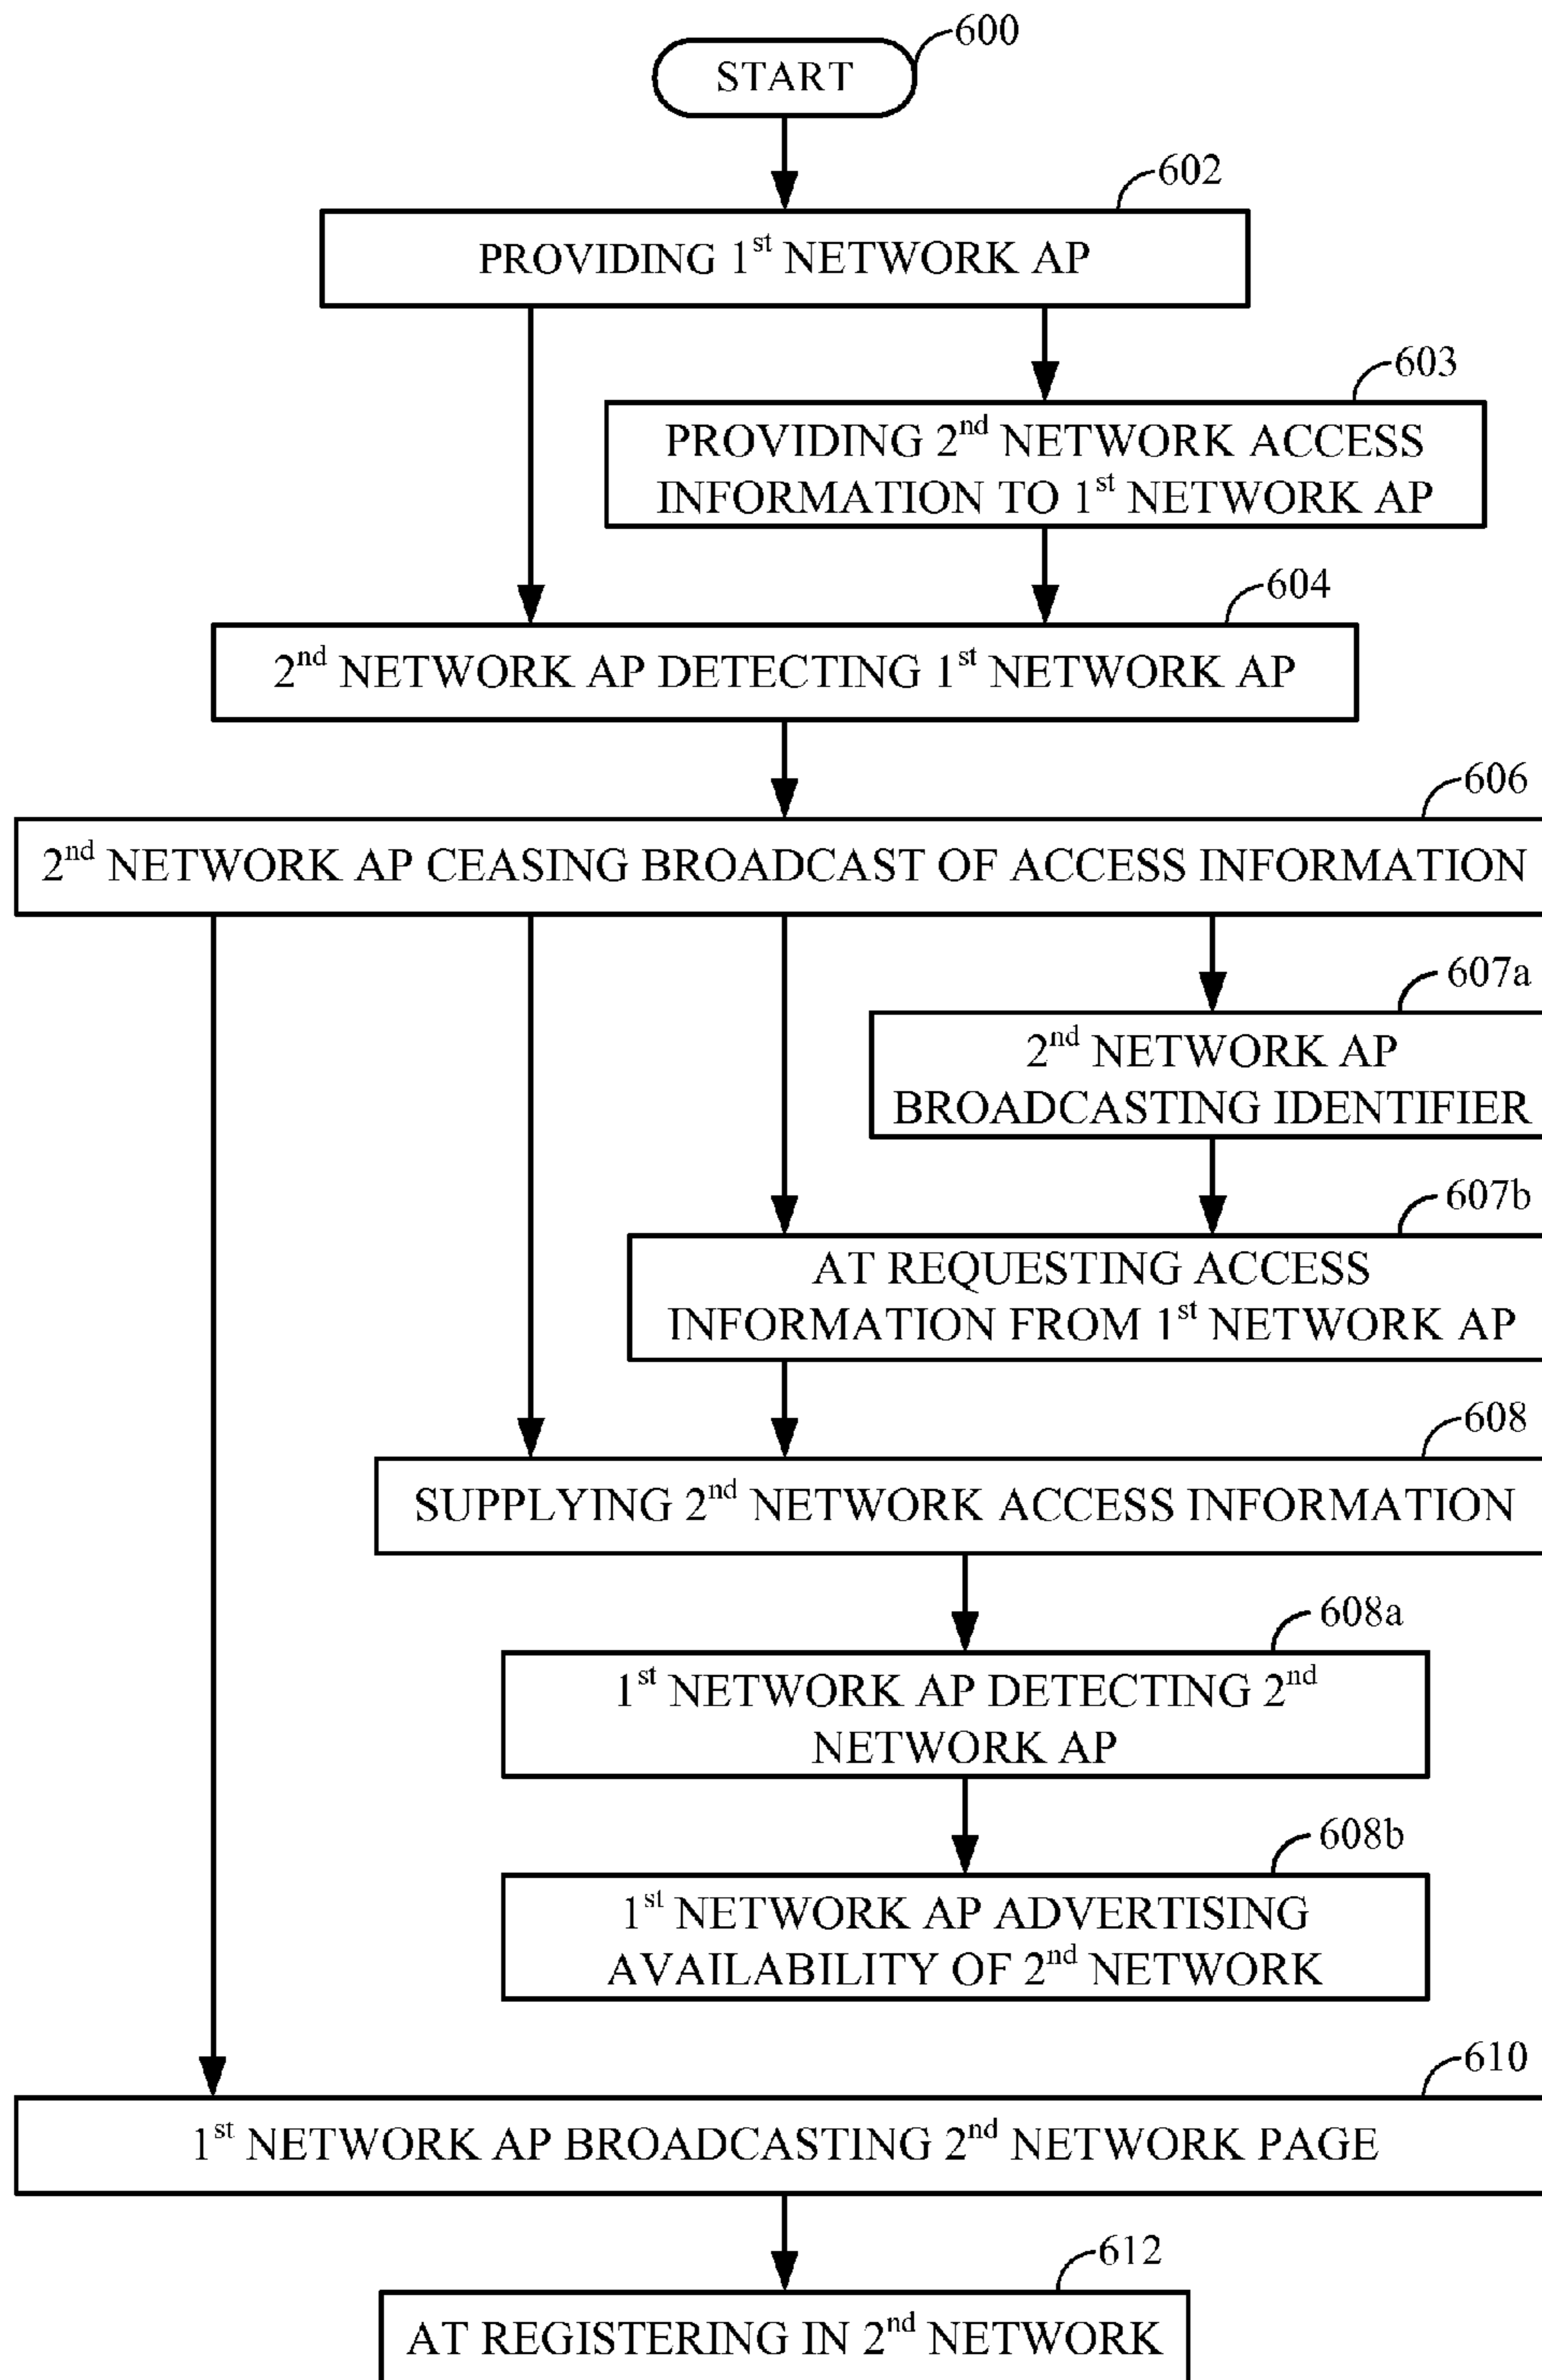 600
START
602
PROVIDING 1st NETWORK AP
603
PROVIDING 2nd NETWORK ACCESS
INFORMATION TO 1st NETWORK AP
604
2nd NETWORK AP DETECTING 1st NETWORK AP
606
2nd NETWORK AP CEASING BROADCAST OF ACCESS INFORMATION
607a
2nd NETWORK AP
BROADCASTING IDENTIFIER
607b
AT REQUESTING ACCESS
INFORMATION FROM 1st NETWORK AP
608
SUPPLYING 2nd NETWORK ACCESS INFORMATION
608a
1st NETWORK AP DETECTING 2nd
NETWORK AP
608b
1st NETWORK AP ADVERTISING
AVAILABILITY OF 2nd NETWORK
610
1st NETWORK AP BROADCASTING 2nd NETWORK PAGE
612
AT REGISTERING IN 2nd NETWORK